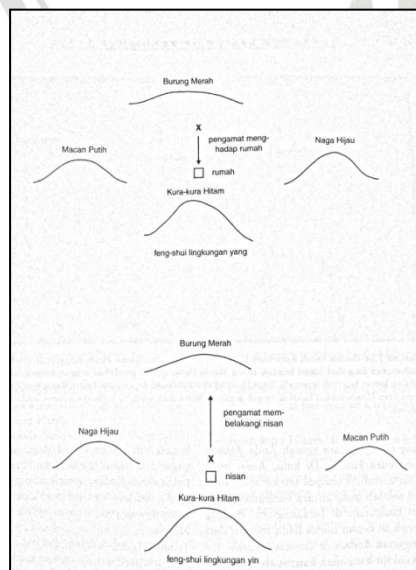 Burung Merah
X
pengamat meng-
hadap rumah
Macan Putih
Naga Hijau
rumah
Kura-kura Hitam
feng-shui lingkungan yang
Burung Merah
pengamat mem-
belakangi nisan
Naga Hijau
Macan Putih
X
nisan
Kura-kura Hitam
feng-shui lingkungan yin